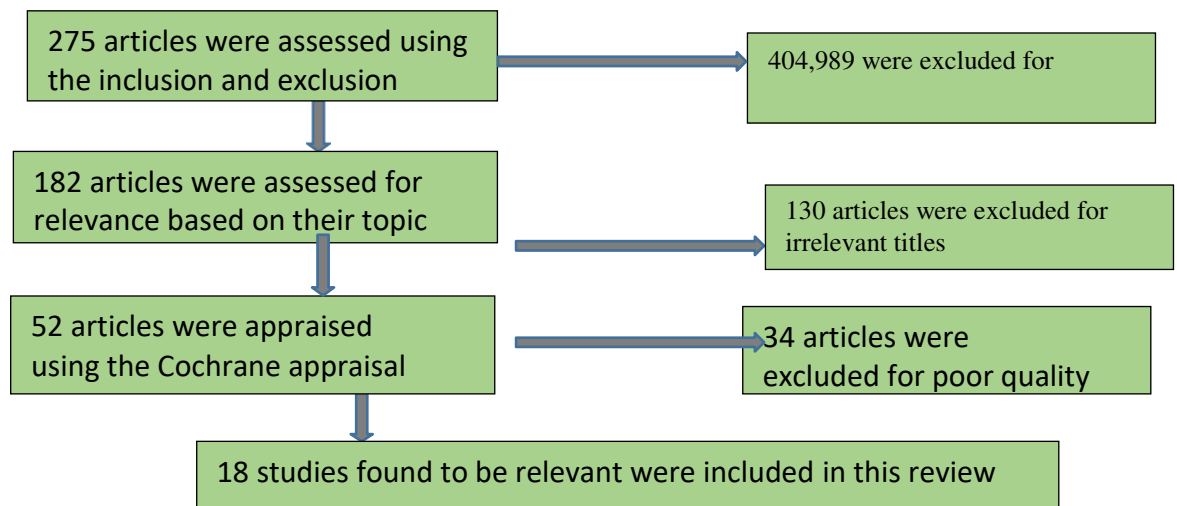 275 articles were assessed using
the inclusion and exclusion
404,989 were excluded for
182 articles were assessed for
relevance based on their topic
130 articles were excluded for
irrelevant titles
52 articles were appraised
using the Cochrane appraisal
34 articles were
excluded for poor quality
18 studies found to be relevant were included in this review